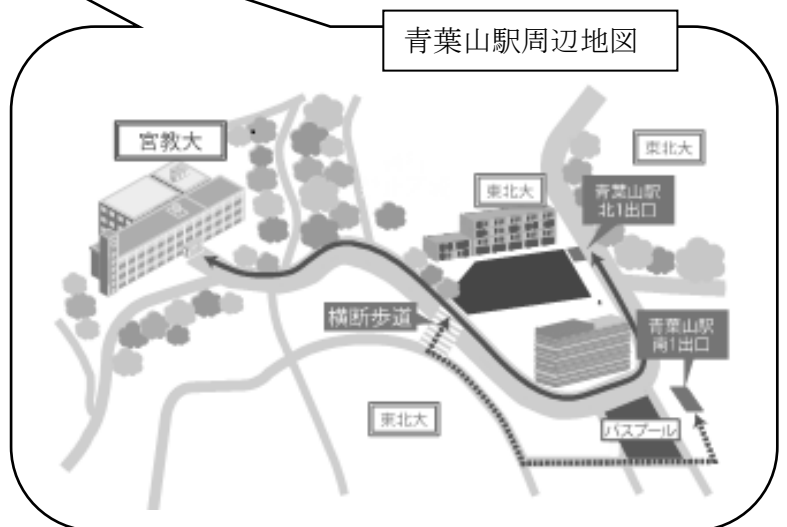 青葉山駅周辺地図
宮教大
東北大
東北大
青葉山駅
北1出口
横断歩道
青葉山駅
南1出口
東北大
バスプール